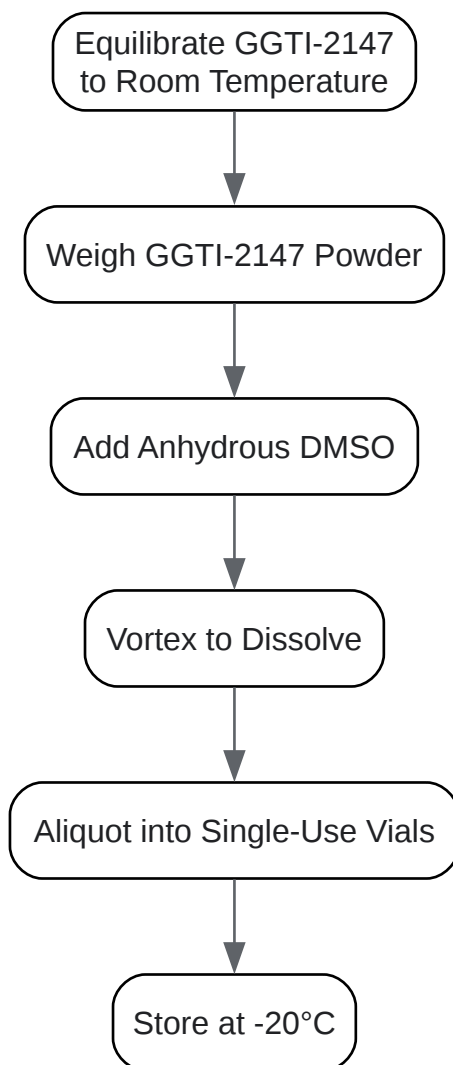 Equilibrate GGTI-2147
to Room Temperature
Weigh GGTI-2147 Powder
Add Anhydrous DMSO
Vortex to Dissolve
Aliquot into Single-Use Vials
Store at -20°C